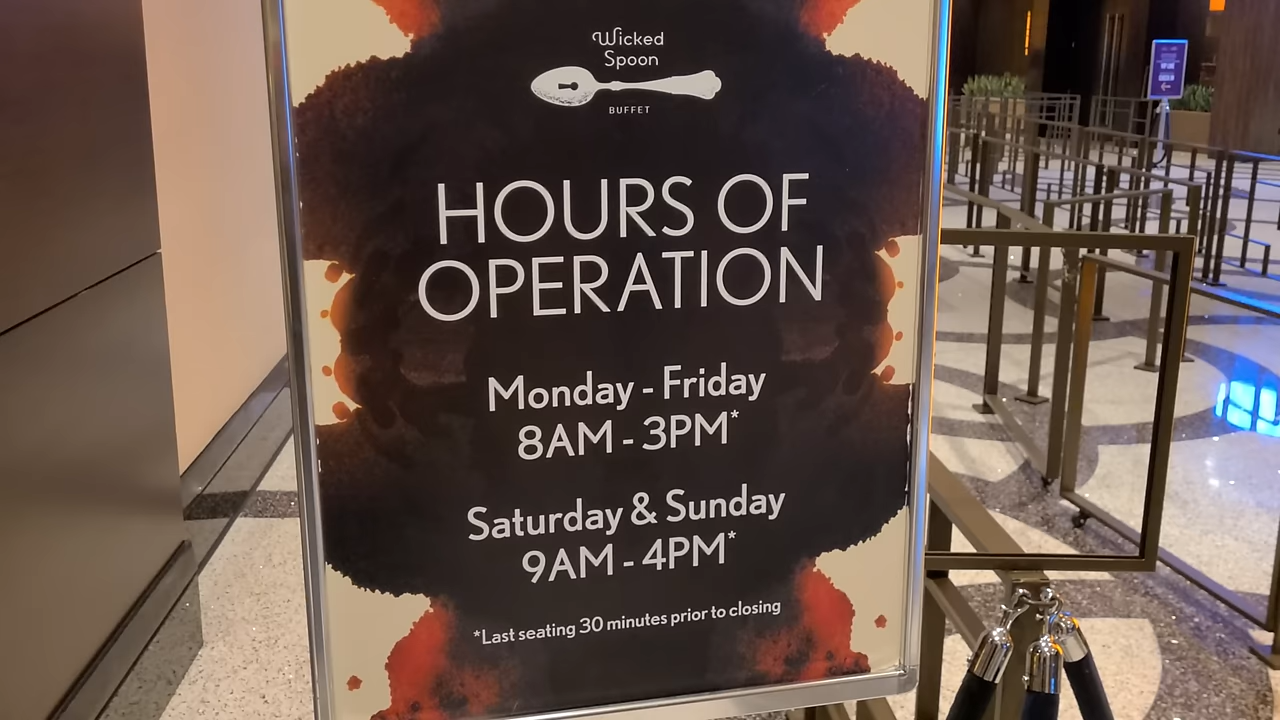 Wicked
Spoon
BUFFET
HOURS OF
OPERATION
Monday - Friday
8AM - 3PM*
Saturday & Sunday
9AM - 4PM*
*Last seating 30 minutes prior to closing